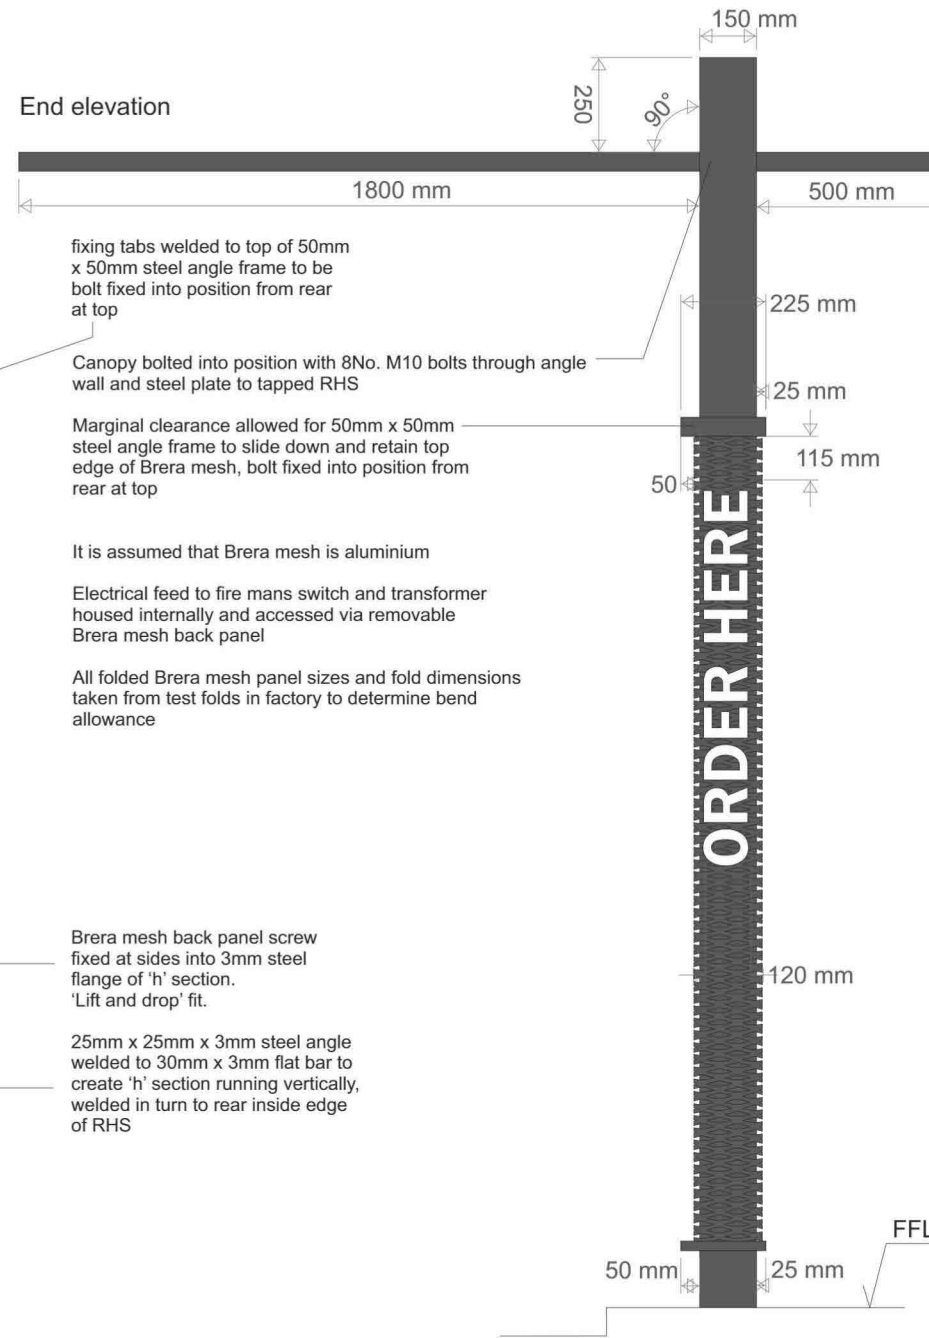 150 mm
End elevation
250
90°
1800 mm
500 mm
fixing tabs welded to top of 50mm
x 50mm steel angle frame to be
bolt fixed into position from rear
at top
225 mm
Canopy bolted into position with 8No. M10 bolts through angle
wall and steel plate to tapped RHS
25 mm
Marginal clearance allowed for 50mm x 50mm
steel angle frame to slide down and retain top
edge of Brera mesh, bolt fixed into position from
rear at top
115 mm
50
ORDER HERE
It is assumed that Brera mesh is aluminium
Electrical feed to fire mans switch and transformer
housed internally and accessed via removable
Brera mesh back panel
All folded Brera mesh panel sizes and fold dimensions
taken from test folds in factory to determine bend
allowance
Brera mesh back panel screw
fixed at sides into 3mm steel
flange of ‘h’ section.
‘Lift and drop’ fit.
120 mm
25mm x 25mm x 3mm steel angle
welded to 30mm x 3mm flat bar to
create ‘h’ section running vertically,
welded in turn to rear inside edge
of RHS
FFL
50 mm
25 mm